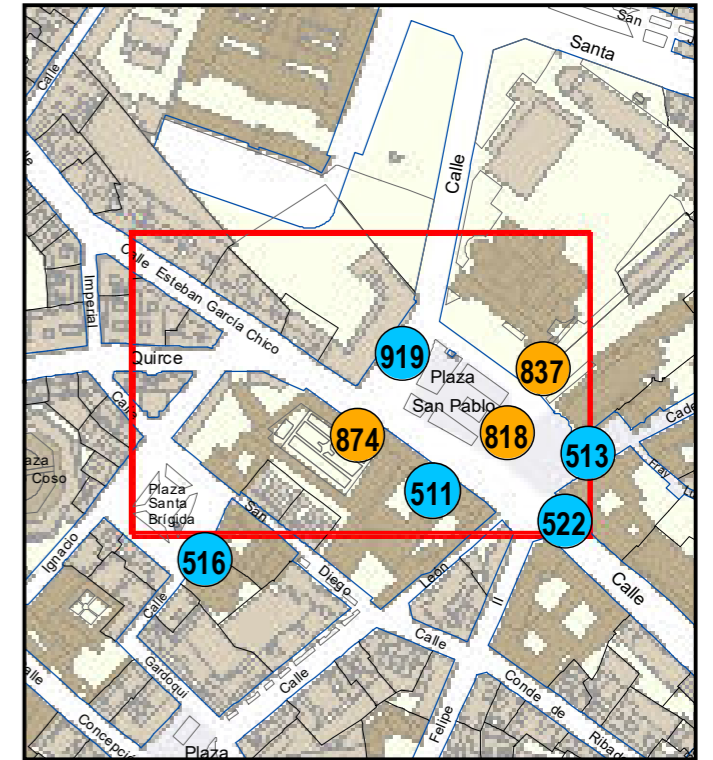 San
Santa
Calle
Calle
Calle Esteban García Chico
Imperial
Quirce
919
Plaza
San Pablo
837
Calle
874
818
513
Cade
Fray
Coso
Plaza
Santa
Brígida
511
522
San
516
Ignacio
Diego
León
II
Calle
Calle
Gardoqui
Calle
Calle
Conde de
Ribad
Felipe
Concepció
Plaza